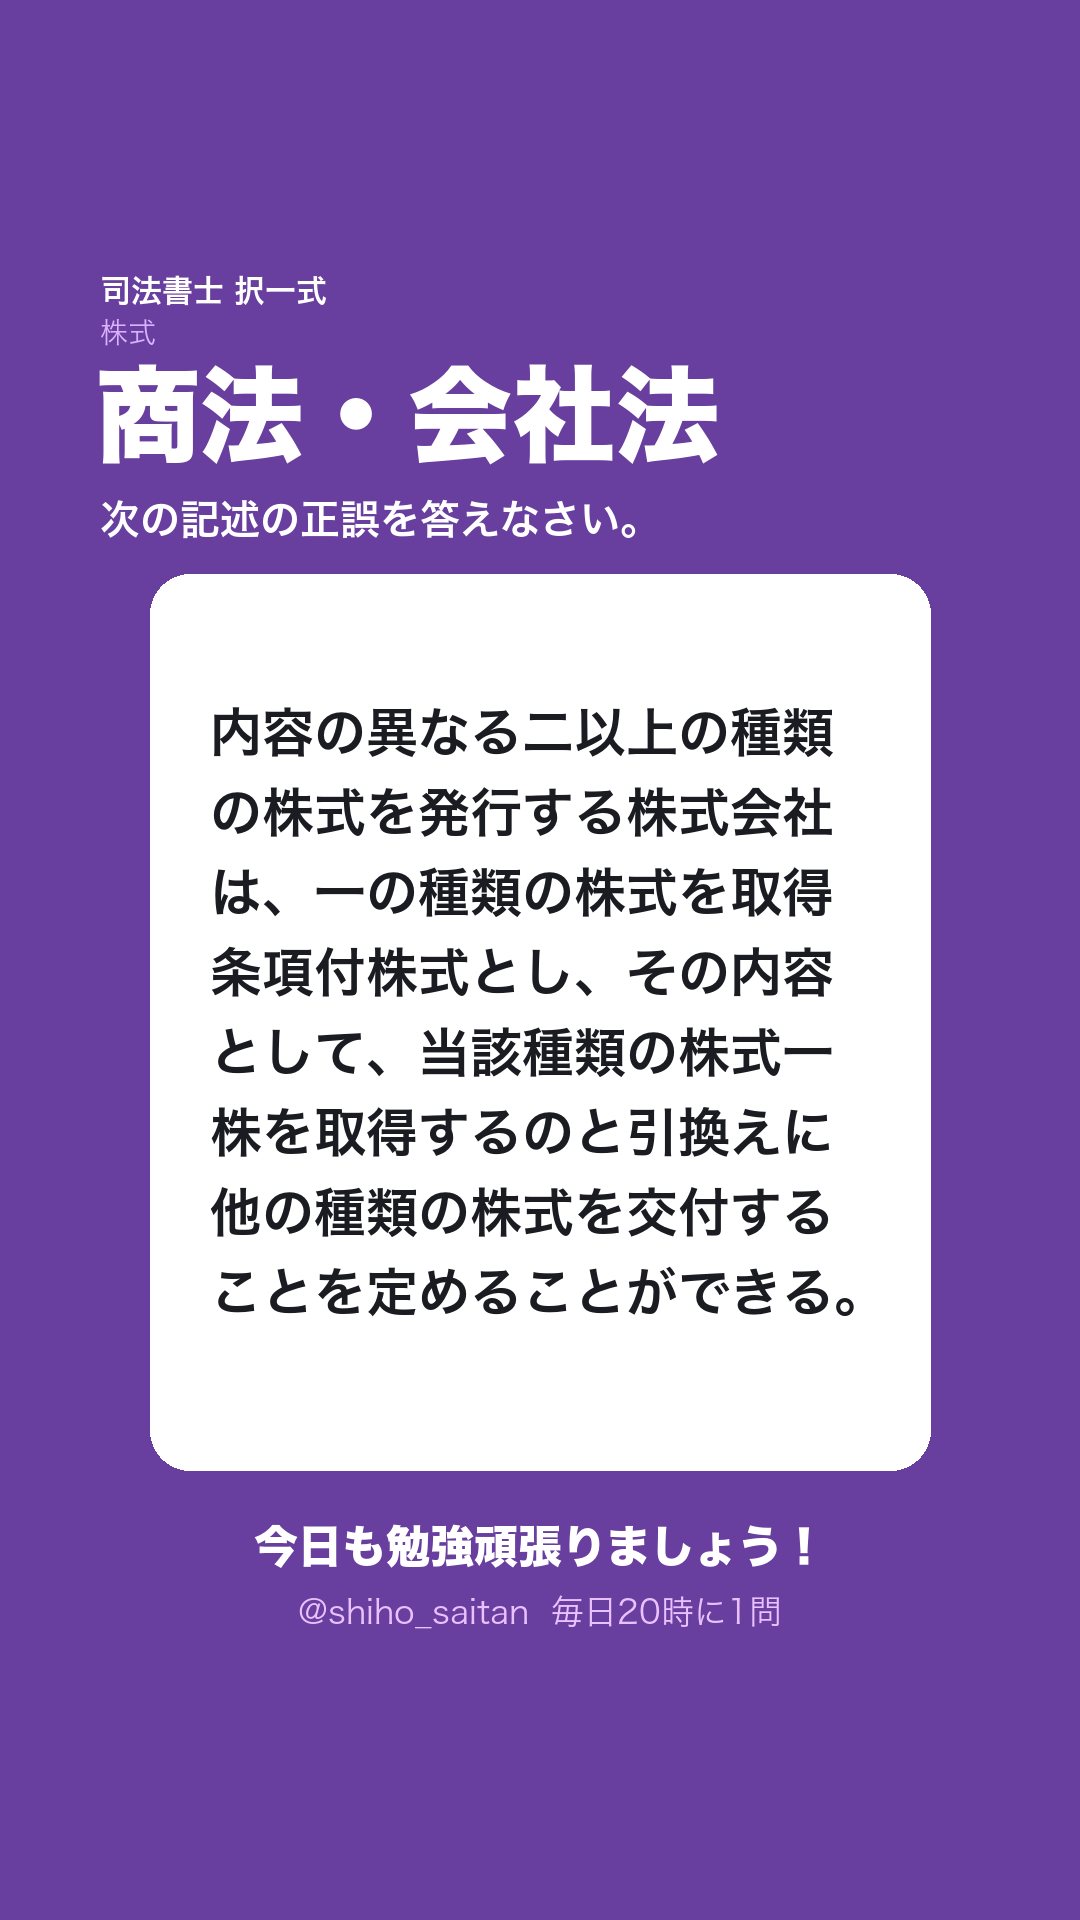 司法書士 択一式
株式
商法・会社法
次の記述の正誤を答えなさい。
内容の異なる二以上の種類
の株式を発行する株式会社
は、一の種類の株式を取得
条項付株式とし、その内容
として、当該種類の株式一
株を取得するのと引換えに
他の種類の株式を交付する
ことを定めることができる。
今日も勉強頑張りましょう！
@shiho_saitan 毎日20時に1問